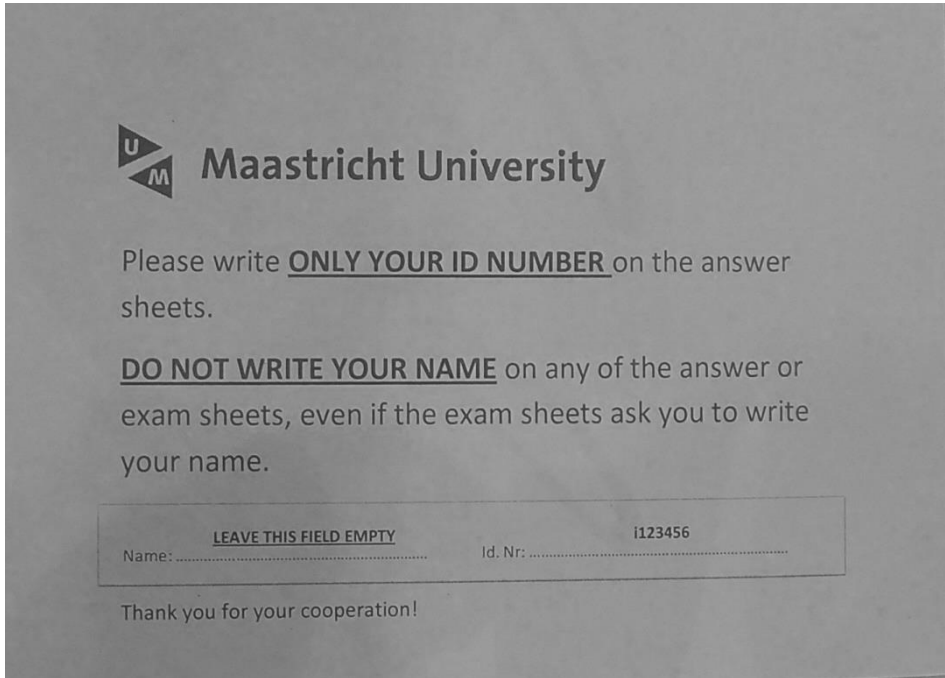 U
M
Maastricht University
Please write ONLY YOUR ID NUMBER on the answer
sheets.
DO NOT WRITE YOUR NAME on any of the answer or
exam sheets, even if the exam sheets ask you to write
your name.
Name: LEAVE THIS FIELD EMPTY Id. Nr: i123456
Thank you for your cooperation!